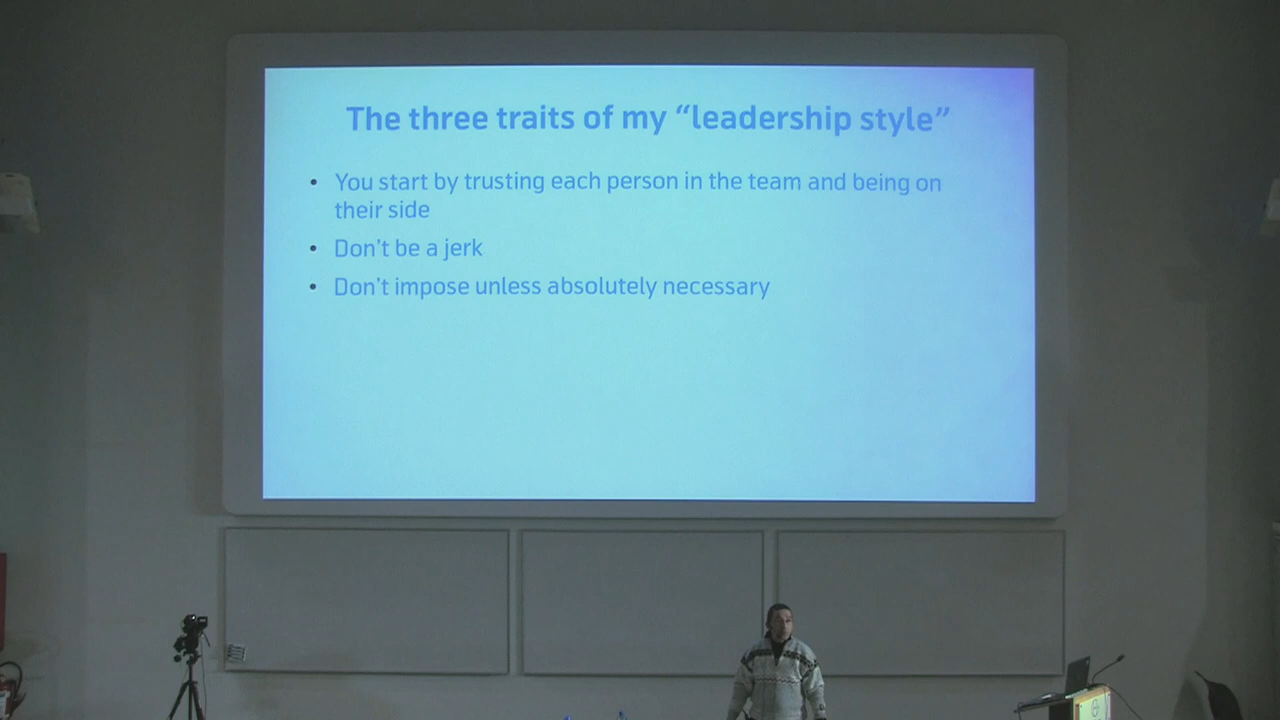 The three traits of my “leadership style”
• You start by trusting each person in the team and being on
their side
• Don't be a jerk
• Don't impose unless absolutely necessary